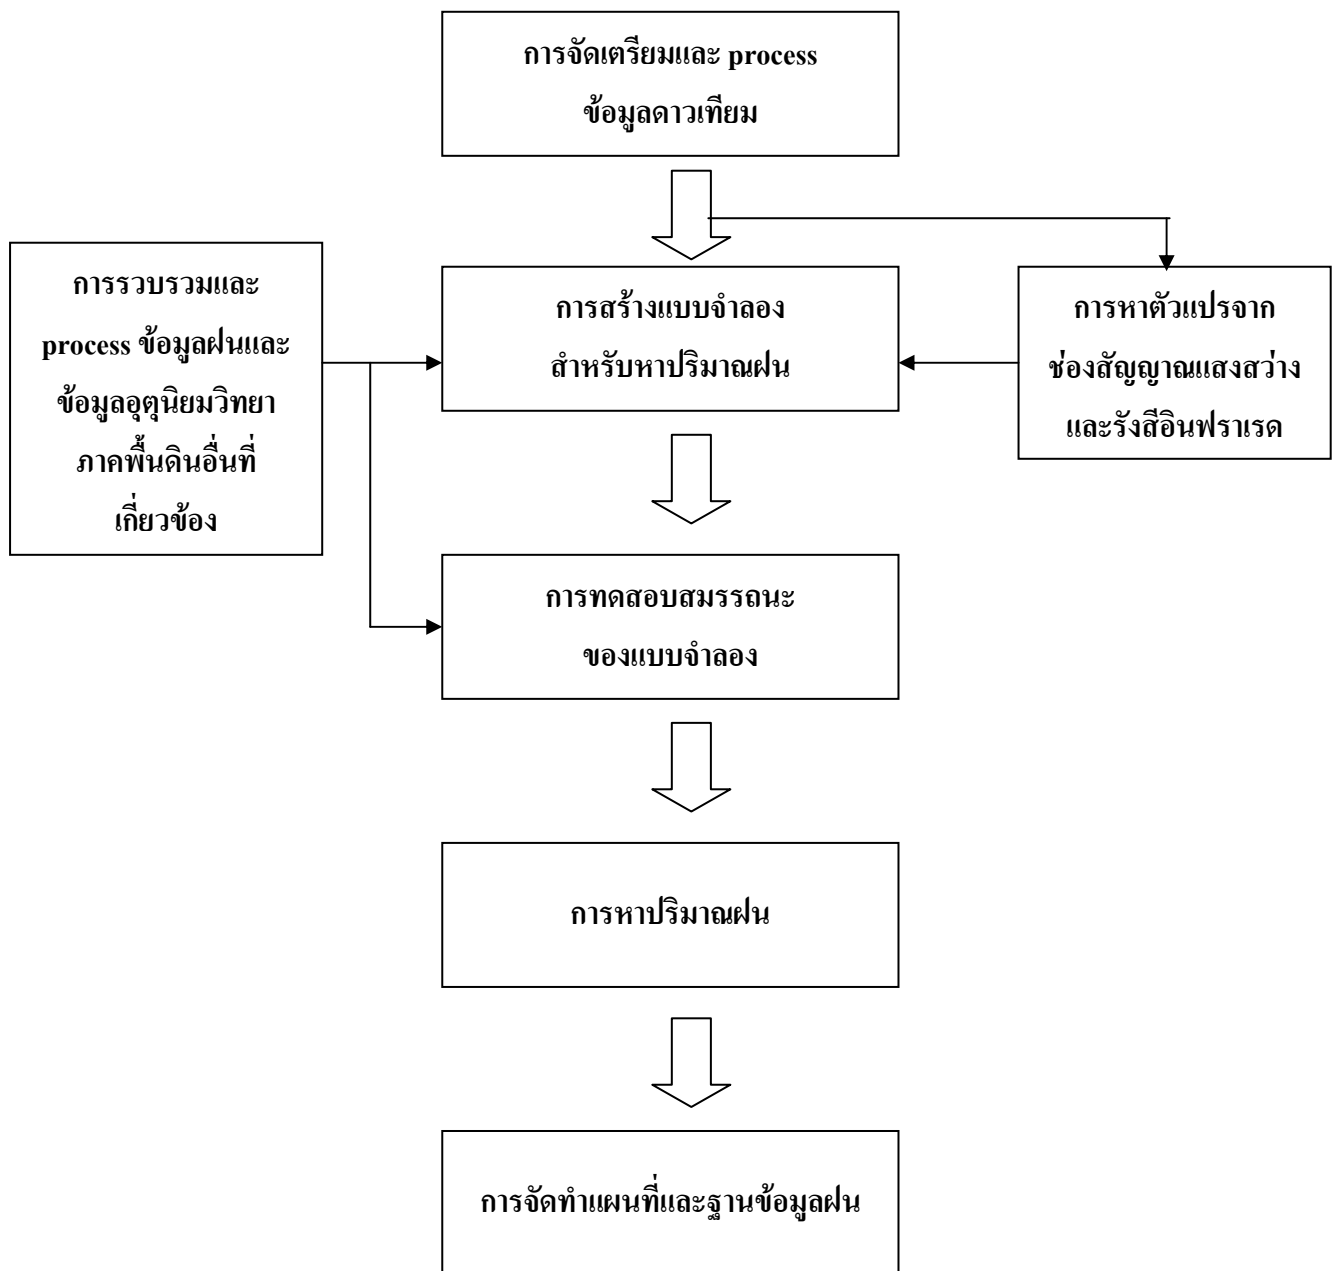 การจัดเตรียมและ process
ข้อมูลดาวเทียม
การรวบรวมและ
process ข้อมูลฝนและ
ข้อมูลอุตุนิยมวิทยา
ภาคพื้นดินอื่นที่
เกี่ยวข้อง
การสร้างแบบจำลอง
สำหรับหาปริมาณฝน
การหาตัวแปรจาก
ช่องสัญญาณแสงสว่าง
และรังสีอินฟราเรด
การทดสอบสมรรถนะ
ของแบบจำลอง
การหาปริมาณฝน
การจัดทำแผนที่และฐานข้อมูลฝน